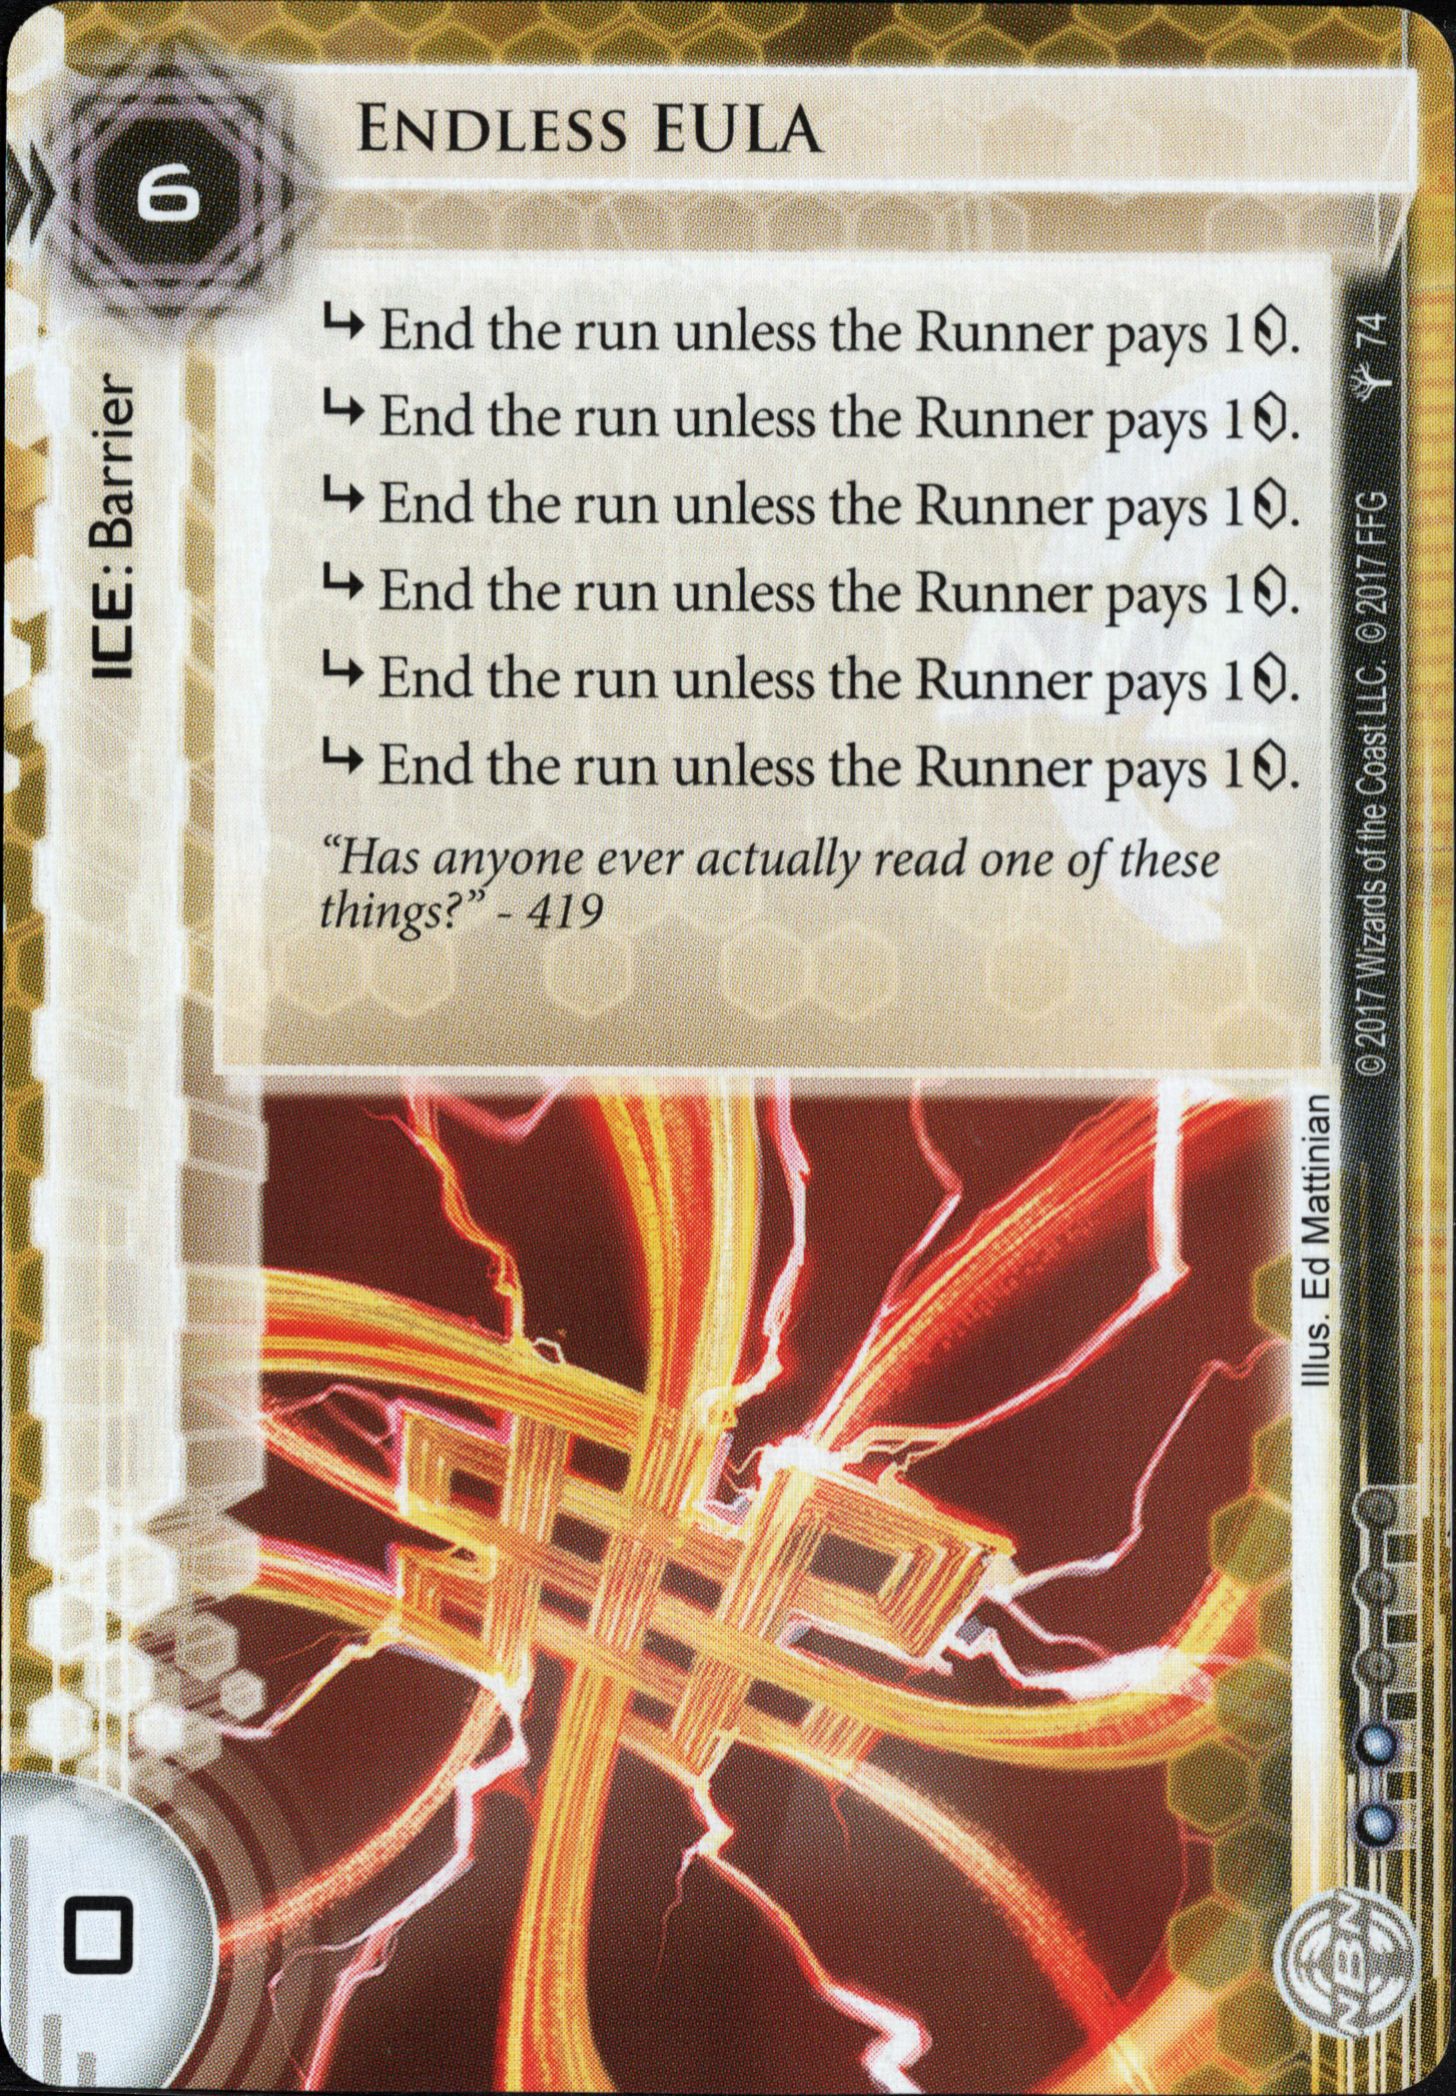 6
ENDLESS EULA
ICE: Barrier
↳ End the run unless the Runner pays 1.
↳ End the run unless the Runner pays 1.
↳ End the run unless the Runner pays 1.
↳ End the run unless the Runner pays 1.
↳ End the run unless the Runner pays 1.
↳ End the run unless the Runner pays 1.
“Has anyone ever actually read one of these
things?” - 419
© 2017 Wizards of the Coast LLC. © 2017 FFG 74
Illus. Ed Mattinian
0
NBN